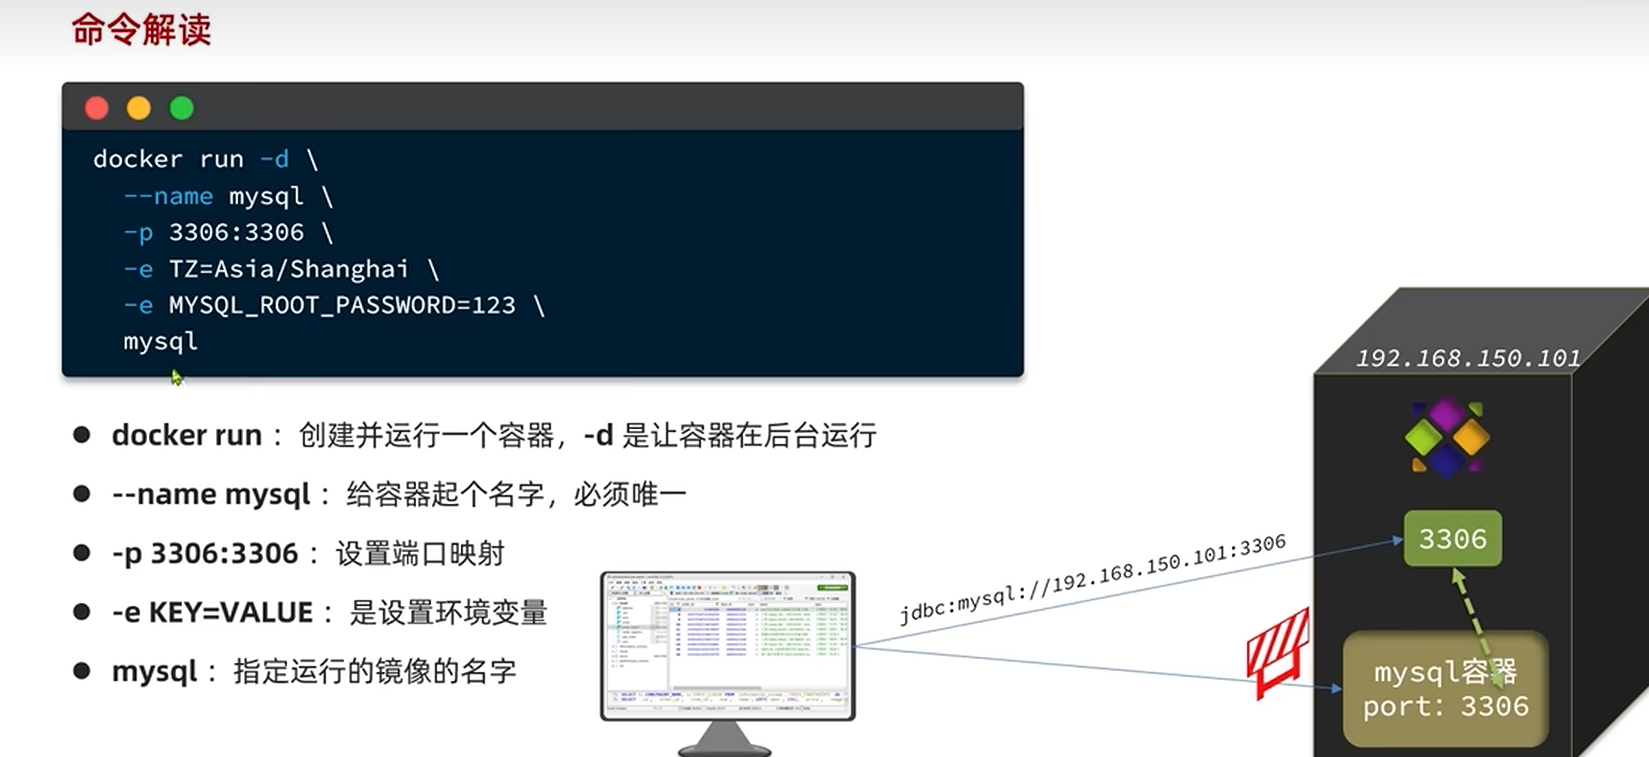 命令解读
docker run -d \
--name mysql \
-p 3306:3306 \
-e TZ=Asia/Shanghai \
-e MYSQL_ROOT_PASSWORD=123 \
mysql
● docker run ： 创建并运行一个容器，-d 是让容器在后台运行
● --name mysql ： 给容器起个名字，必须唯一
● -p 3306:3306 ： 设置端口映射
● -e KEY=VALUE ： 是设置环境变量
● mysql ： 指定运行的镜像的名字
jdbc:mysql://192.168.150.101:3306
192.168.150.101
3306
mysql容器
port: 3306